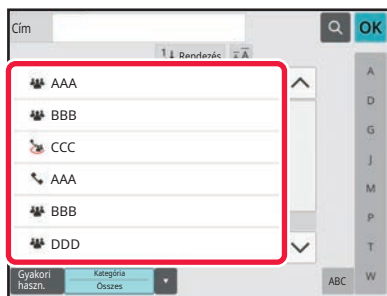 Cím
OK
Rendezés
AAA
BBB
CCC
AAA
BBB
DDD
A
D
G
J
M
P
T
W
Gyakori
haszn.
Kategória
Összes
ABC